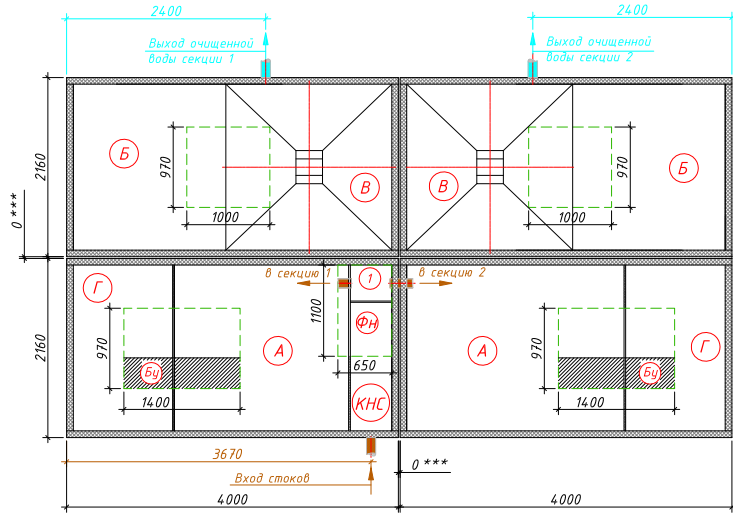 2400
2400
Выход очищенной
воды секции 1
Выход очищенной
воды секции 2
2160
Б
970
1000
В
В
970
1000
Б
0 ***
Г
в секцию 1
1
в секцию 2
1100
Фн
2160
970
Бу
А
650
КНС
А
970
Бу
Г
1400
1400
3670
Вход стоков
0 ***
4000
4000